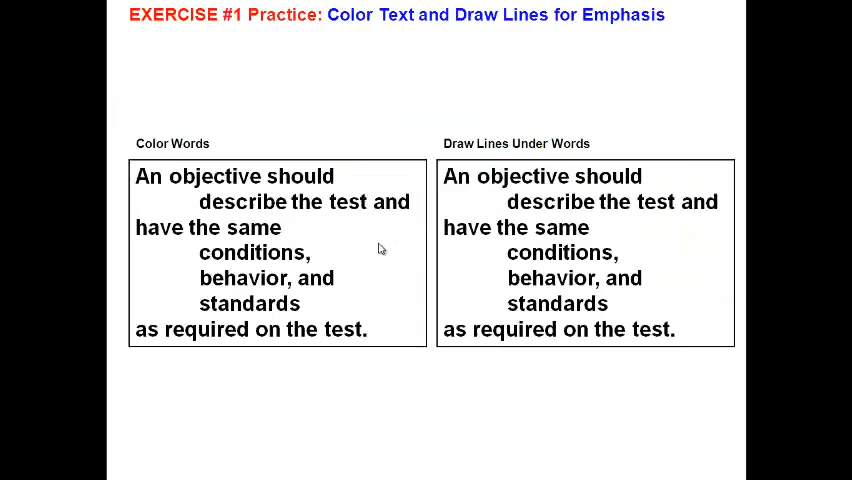 EXERCISE #1 Practice: Color Text and Draw Lines for Emphasis
Color Words
An objective should
describe the test and
have the same
conditions,
behavior, and
standards
as required on the test.
Draw Lines Under Words
An objective should
describe the test and
have the same
conditions,
behavior, and
standards
as required on the test.